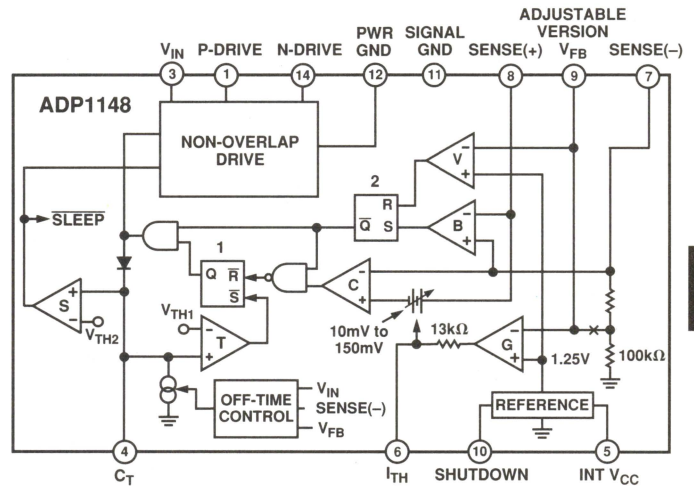 ADJUSTABLE
VERSION
PWR GND
SIGNAL GND
VIN
P-DRIVE
N-DRIVE
SENSE(+)
VFB
SENSE(–)
3
1
14
12
11
8
9
7
ADP1148
NON-OVERLAP
DRIVE
SLEEP
2
R
Q
S
V
–
+
B
–
+
1
Q
R
S
C
–
+
S
+
–
VTH2
VTH1
–
T
+
10mV to
150mV
13kΩ
G
–
+
×
1.25V
100kΩ
OFF-TIME
CONTROL
VIN
SENSE(–)
VFB
REFERENCE
4
6
10
5
CT
ITH
SHUTDOWN
INT VCC